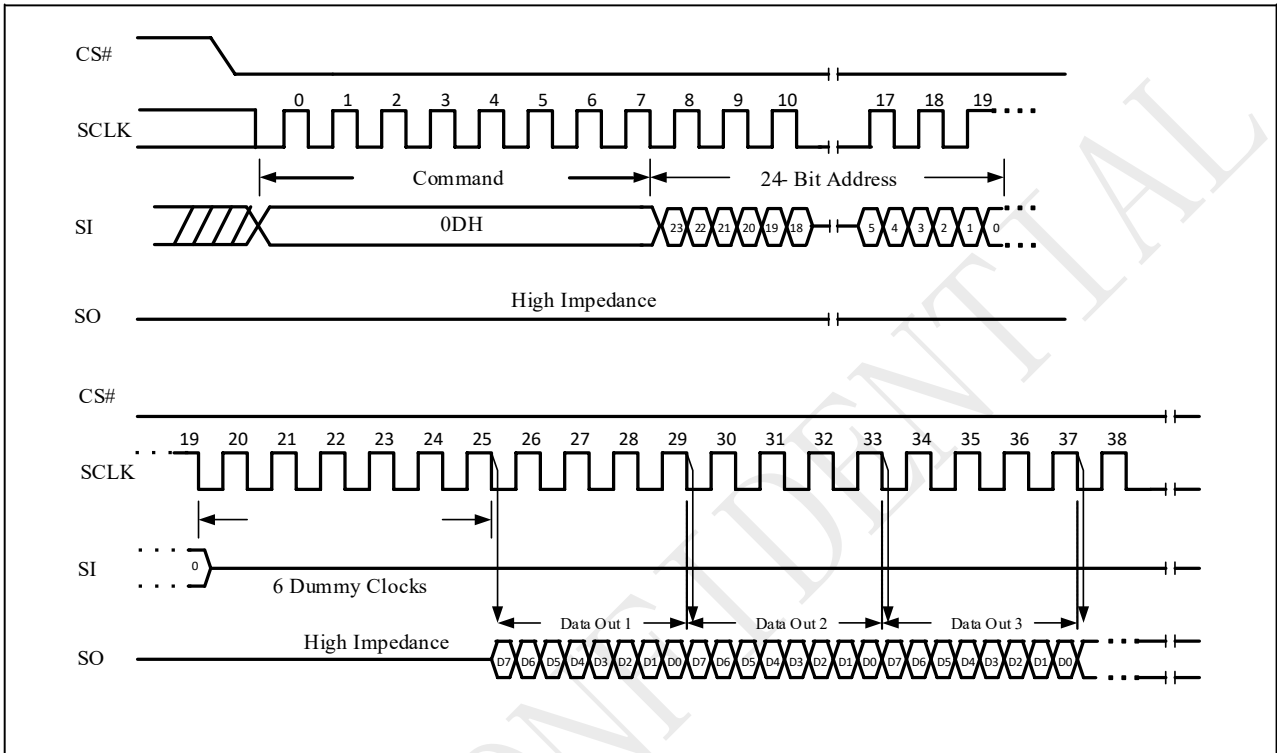 CS#
0 1 2 3 4 5 6 7 8 9 10 17 18 19
SCLK
Command 24- Bit Address
SI 0DH 23 22 21 20 19 18 5 4 3 2 1 0
High Impedance
SO
CS#
19 20 21 22 23 24 25 26 27 28 29 30 31 32 33 34 35 36 37 38
SCLK
SI 0
6 Dummy Clocks
Data Out 1 Data Out 2 Data Out 3
High Impedance
SO D7 D6 D5 D4 D3 D2 D1 D0 D7 D6 D5 D4 D3 D2 D1 D0 D7 D6 D5 D4 D3 D2 D1 D0
ONFIDENTIAL